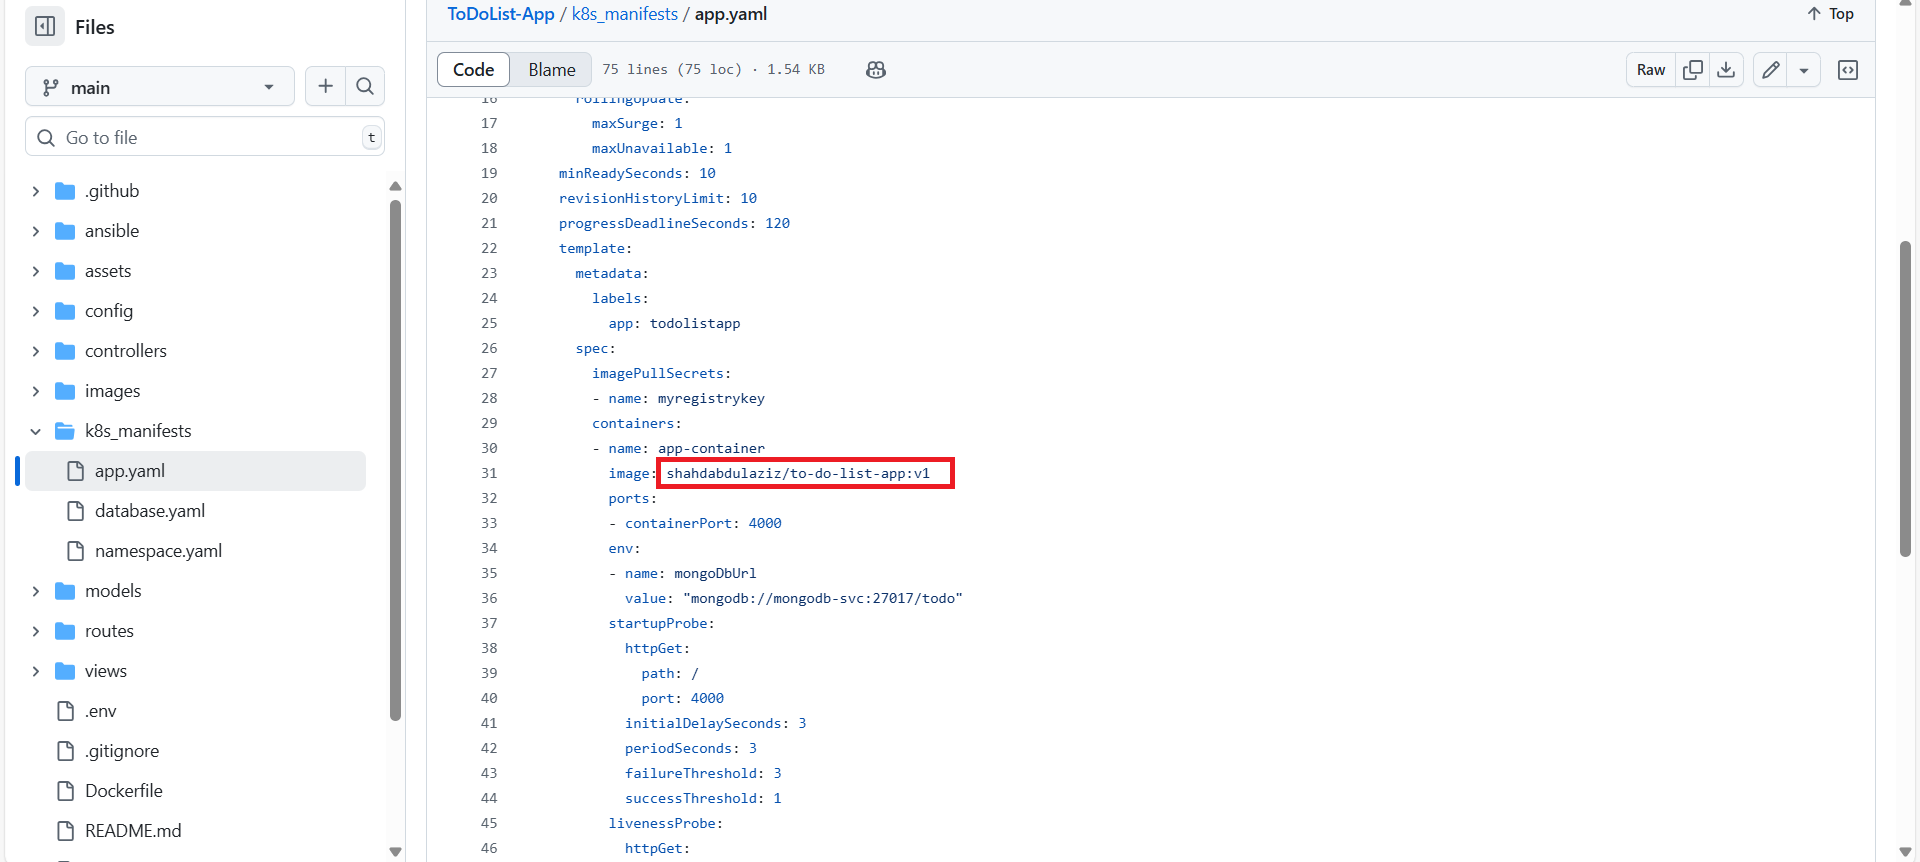 Files
main
Go to file
t
.github
ansible
assets
config
controllers
images
k8s_manifests
app.yaml
database.yaml
namespace.yaml
models
routes
views
.env
.gitignore
Dockerfile
README.md
ToDoList-App / k8s_manifests / app.yaml
Top
Code
Blame
75 lines (75 loc) · 1.54 KB
Raw
16 rollingUpdate:
17 maxSurge: 1
18 maxUnavailable: 1
19 minReadySeconds: 10
20 revisionHistoryLimit: 10
21 progressDeadlineSeconds: 120
22 template:
23 metadata:
24 labels:
25 app: todolistapp
26 spec:
27 imagePullSecrets:
28 - name: myregistrykey
29 containers:
30 - name: app-container
31 image: shahdabdulaziz/to-do-list-app:v1
32 ports:
33 - containerPort: 4000
34 env:
35 - name: mongoDbUrl
36 value: "mongodb://mongodb-svc:27017/todo"
37 startupProbe:
38 httpGet:
39 path: /
40 port: 4000
41 initialDelaySeconds: 3
42 periodSeconds: 3
43 failureThreshold: 3
44 successThreshold: 1
45 livenessProbe:
46 httpGet: